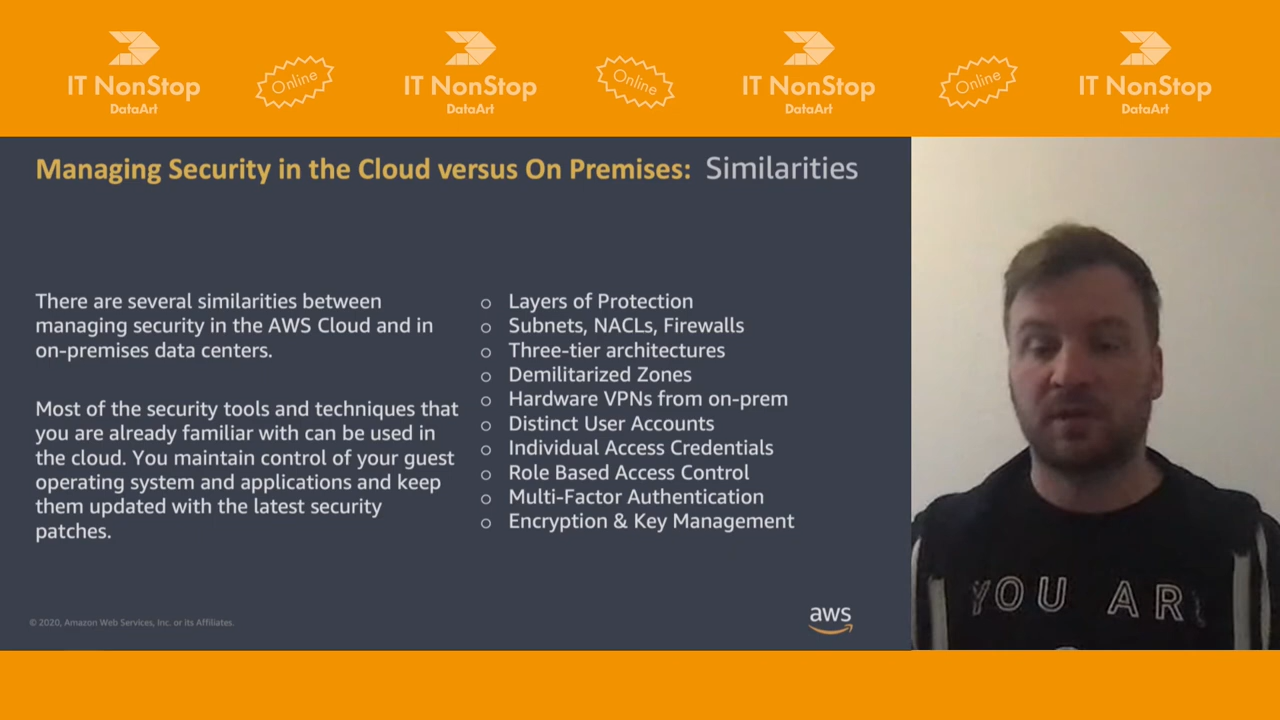 IT NonStop
DataArt
Online
IT NonStop
DataArt
Online
IT NonStop
DataArt
Online
IT NonStop
DataArt
Managing Security in the Cloud versus On Premises: Similarities
There are several similarities between
managing security in the AWS Cloud and in
on-premises data centers.
Most of the security tools and techniques that
you are already familiar with can be used in
the cloud. You maintain control of your guest
operating system and applications and keep
them updated with the latest security
patches.
Layers of Protection
Subnets, NACLs, Firewalls
Three-tier architectures
Demilitarized Zones
Hardware VPNs from on-prem
Distinct User Accounts
Individual Access Credentials
Role Based Access Control
Multi-Factor Authentication
Encryption & Key Management
© 2020, Amazon Web Services, Inc. or its Affiliates.
aws
YOU AR